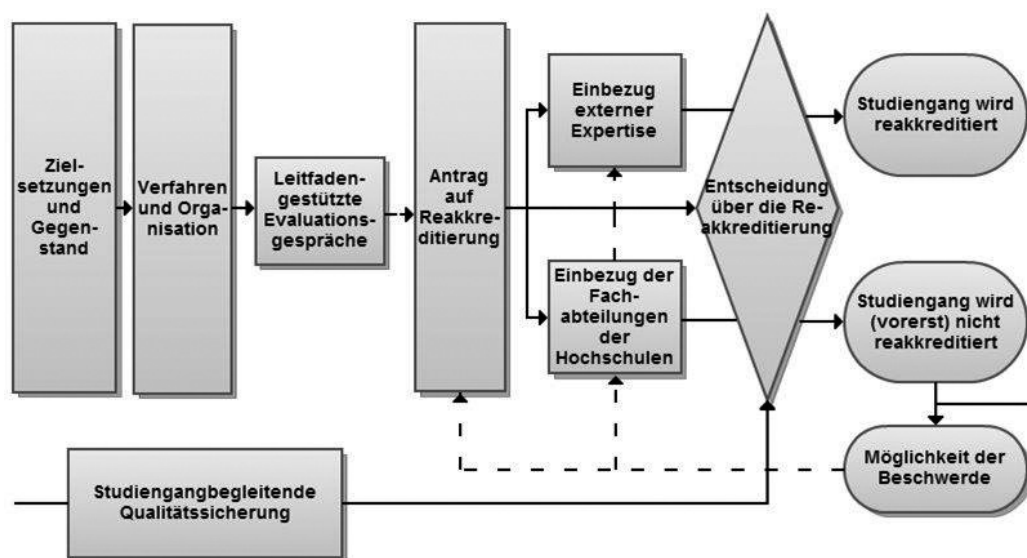 Ziel-
setzungen
und
Gegen-
stand
Verfahren
und Orga-
nisation
Leitfaden-
gestützte
Evaluations-
gespräche
Antrag
auf
Reakkre-
ditierung
Einbezug
externer
Expertise
Einbezug der
Fach-
abteilungen
der
Hochschulen
Entscheidung
über die Re-
akkreditierung
Studiengang wird
reakkreditiert
Studiengang wird
(vorerst) nicht
reakkreditiert
Möglichkeit der
Beschwerde
Studiengangbegleitende
Qualitätssicherung